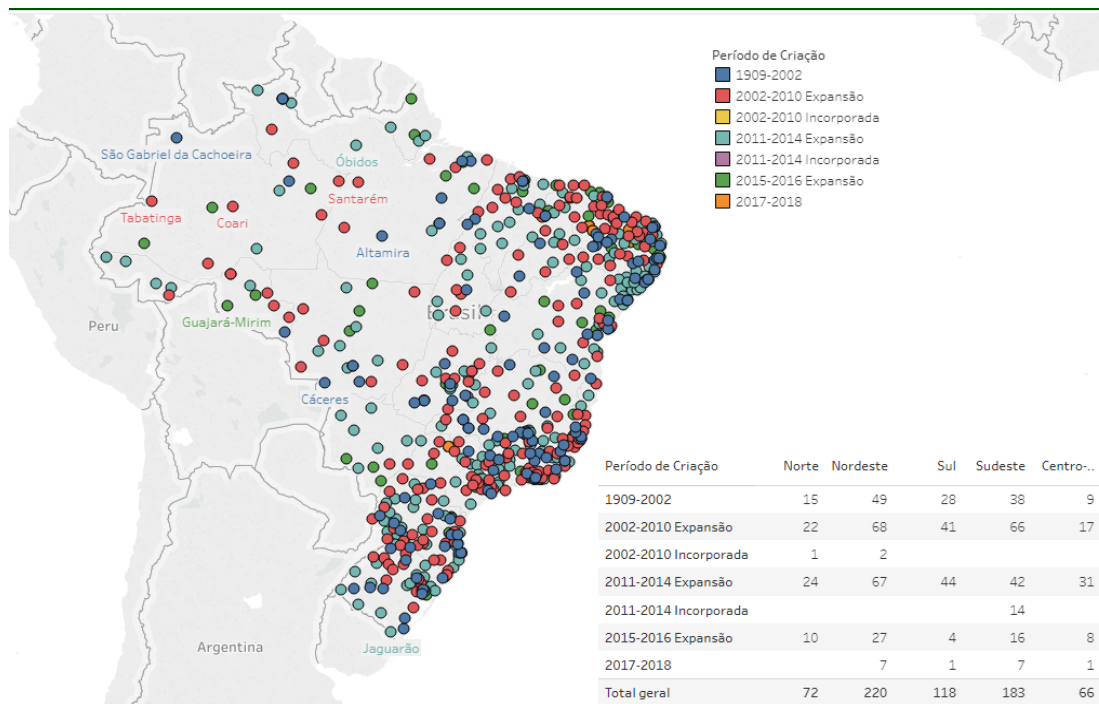 Período de Criação
1909-2002
2002-2010 Expansão
2002-2010 Incorporada
2011-2014 Expansão
2011-2014 Incorporada
2015-2016 Expansão
2017-2018
São Gabriel da Cachoeira
Óbidos
Santarém
Tabatinga
Coari
Altamira
Brasil
Peru
Guajará-Mirim
Cáceres
Argentina
Jaguarão
Período de Criação Norte Nordeste Sul Sudeste Centro-..
1909-2002 15 49 28 38 9
2002-2010 Expansão 22 68 41 66 17
2002-2010 Incorporada 1 2
2011-2014 Expansão 24 67 44 42 31
2011-2014 Incorporada 14
2015-2016 Expansão 10 27 4 16 8
2017-2018 7 1 7 1
Total geral 72 220 118 183 66